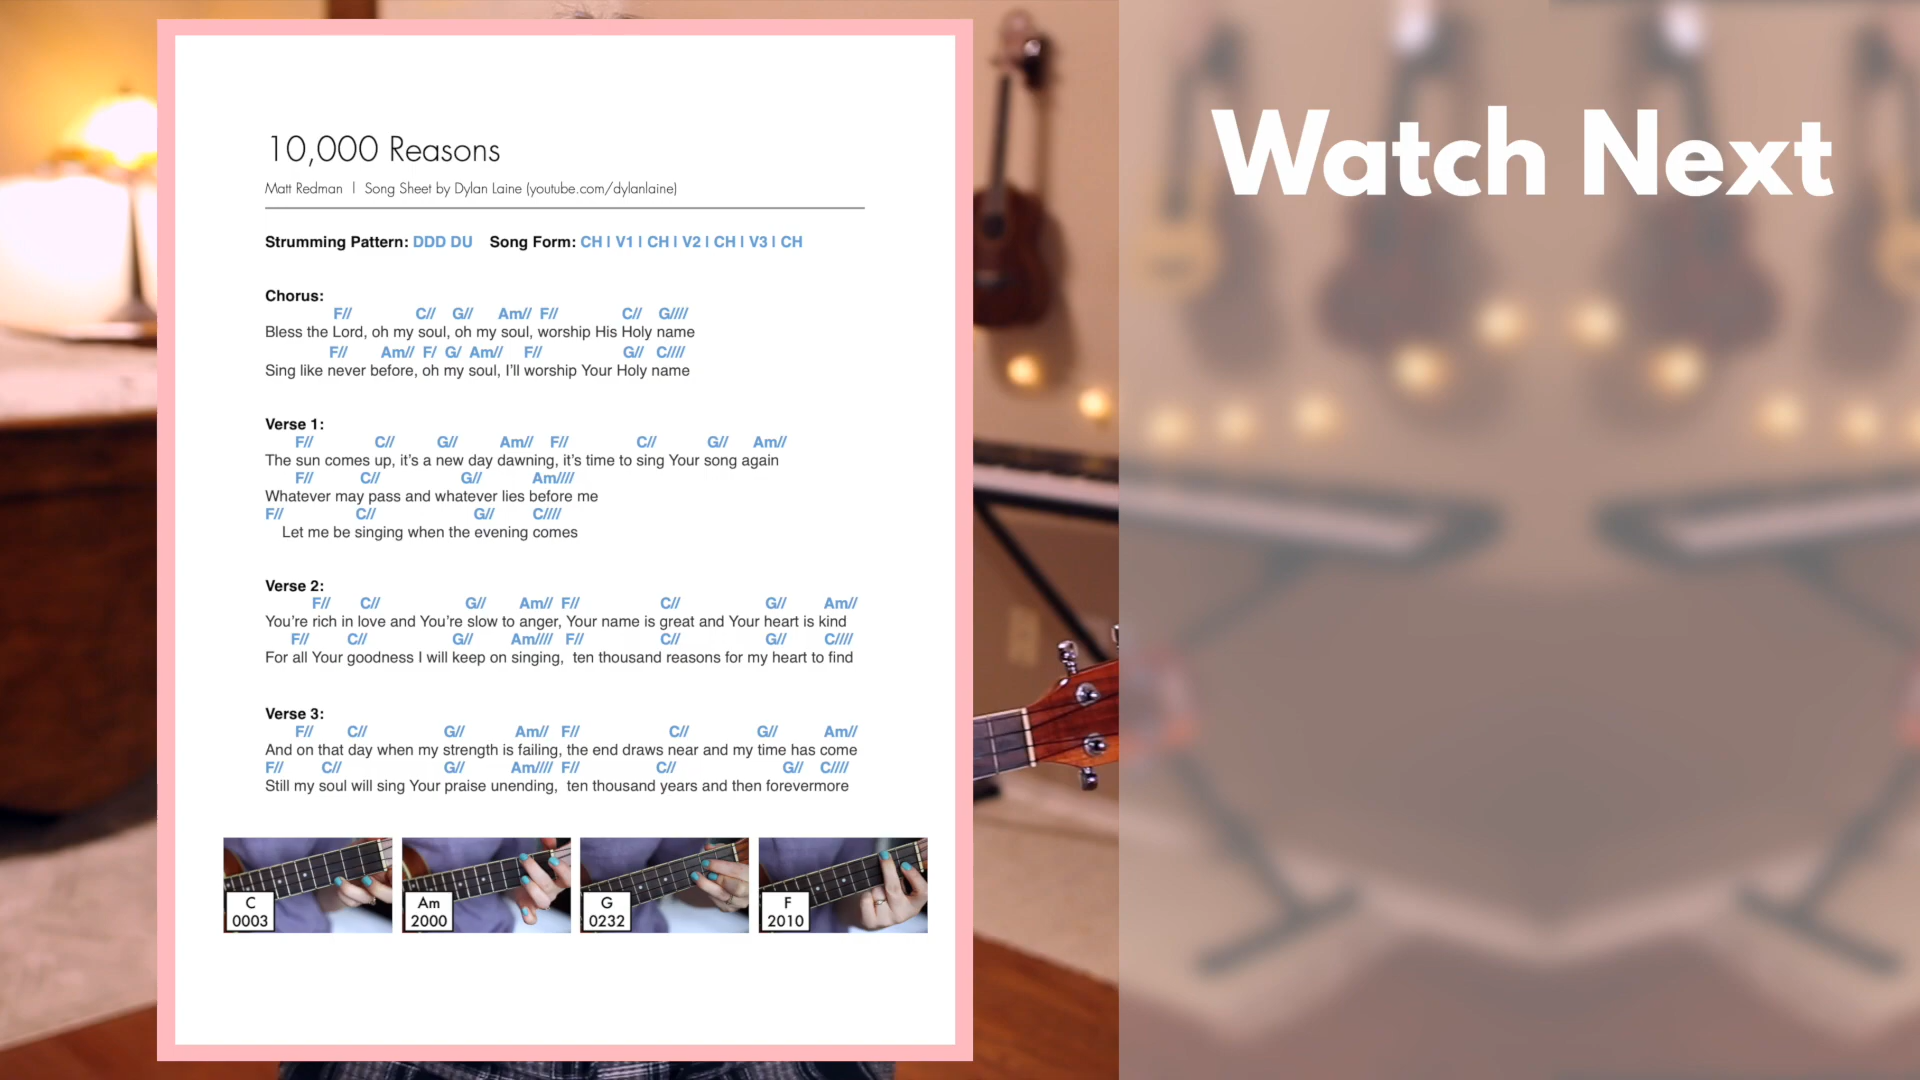 10,000 Reasons
Matt Redman | Song Sheet by Dylan Laine (youtube.com/dylanlaine)
Strumming Pattern: DDD DU Song Form: CH | V1 | CH | V2 | CH | V3 | CH
Chorus:
F// C// G// Am// F// C// G////
Bless the Lord, oh my soul, oh my soul, worship His Holy name
F// Am// F/ G/ Am// F// G// C////
Sing like never before, oh my soul, I'll worship Your Holy name
Verse 1:
F// C// G// Am// F// C// G// Am//
The sun comes up, it's a new day dawning, it's time to sing Your song again
F// C// G// Am////
Whatever may pass and whatever lies before me
F// C// G// C////
Let me be singing when the evening comes
Verse 2:
F// C// G// Am// F// C// G// Am//
You're rich in love and You're slow to anger, Your name is great and Your heart is kind
F// C// G// Am//// F// C// G// C////
For all Your goodness I will keep on singing, ten thousand reasons for my heart to find
Verse 3:
F// C// G// Am// F// C// G// Am//
And on that day when my strength is failing, the end draws near and my time has come
F// C// G// Am//// F// C// G// C////
Still my soul will sing Your praise unending, ten thousand years and then forevermore
C
0003
Am
2000
G
0232
F
2010
Watch Next